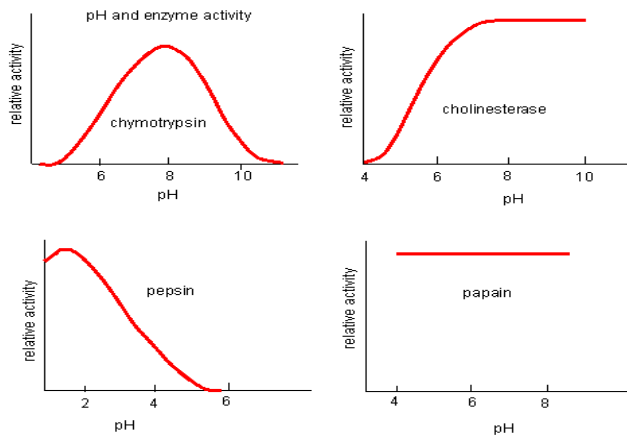 pH and enzyme activity
relative activity
chymotrypsin
6 8 10
pH
relative activity
cholinesterase
4 6 8 10
pH
relative activity
pepsin
2 4 6
pH
relative activity
papain
4 6 8
pH